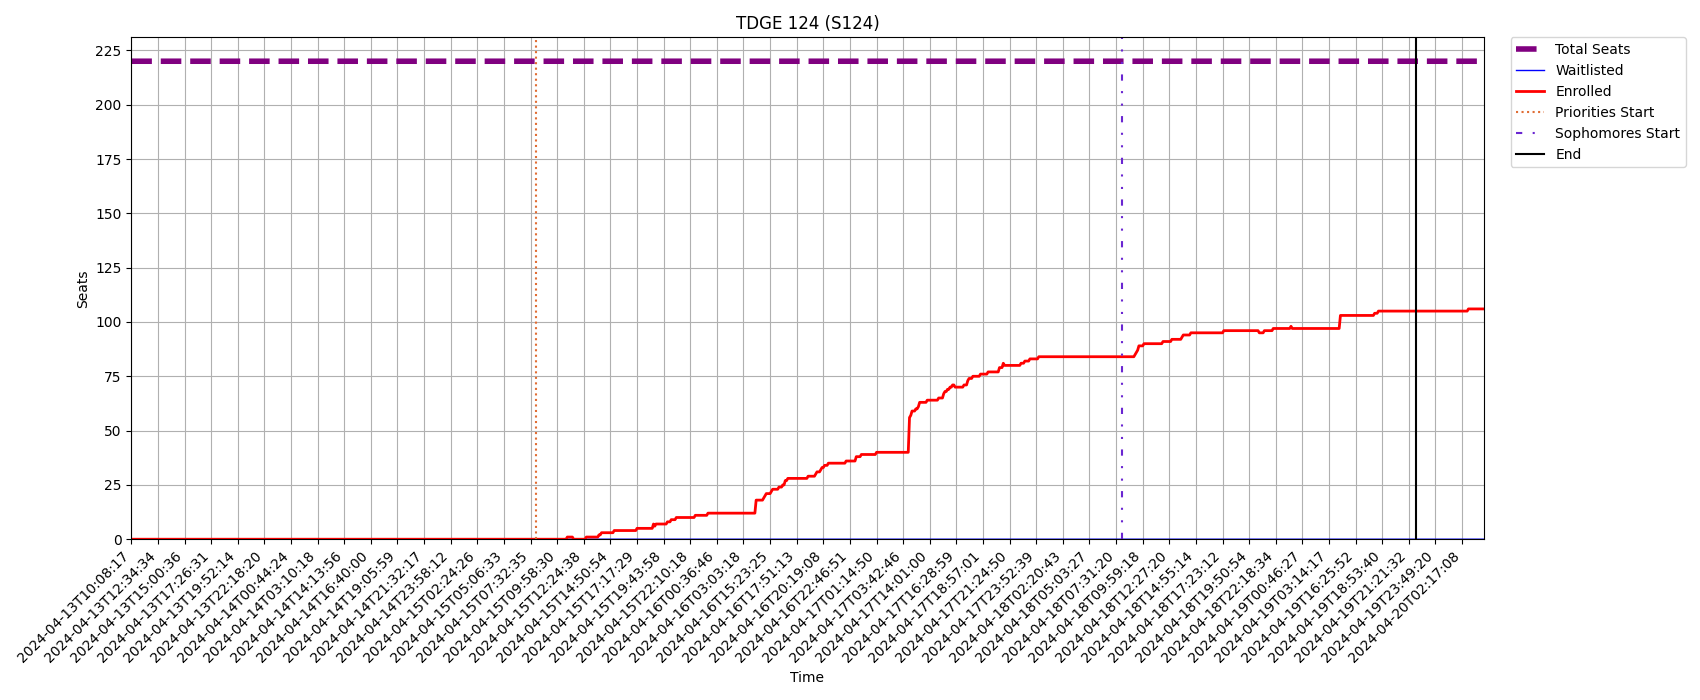 TDGE 124 (S124)
Total Seats
Waitlisted
Enrolled
Priorities Start
Sophomores Start
End
Seats
225
200
175
150
125
100
75
50
25
0
2024-04-13T10:08:17
2024-04-13T12:34:34
2024-04-13T15:00:36
2024-04-13T17:26:31
2024-04-13T19:52:14
2024-04-13T22:18:20
2024-04-14T00:44:24
2024-04-14T03:10:18
2024-04-14T14:13:56
2024-04-14T16:40:00
2024-04-14T19:05:59
2024-04-14T21:32:17
2024-04-14T23:58:12
2024-04-15T02:24:26
2024-04-15T05:06:33
2024-04-15T07:32:35
2024-04-15T09:58:30
2024-04-15T12:24:38
2024-04-15T14:50:54
2024-04-15T17:17:29
2024-04-15T19:43:58
2024-04-15T22:10:18
2024-04-16T00:36:46
2024-04-16T03:03:18
2024-04-16T15:23:25
2024-04-16T17:51:13
2024-04-16T20:19:08
2024-04-16T22:46:51
2024-04-17T01:14:50
2024-04-17T03:42:46
2024-04-17T14:01:00
2024-04-17T16:28:59
2024-04-17T18:57:01
2024-04-17T21:24:50
2024-04-17T23:52:39
2024-04-18T02:20:43
2024-04-18T05:03:27
2024-04-18T07:31:20
2024-04-18T09:59:18
2024-04-18T12:27:20
2024-04-18T14:55:14
2024-04-18T17:23:12
2024-04-18T19:50:54
2024-04-18T22:18:34
2024-04-19T00:46:27
2024-04-19T03:14:17
2024-04-19T16:25:52
2024-04-19T18:53:40
2024-04-19T21:21:32
2024-04-19T23:49:20
2024-04-20T02:17:08
Time